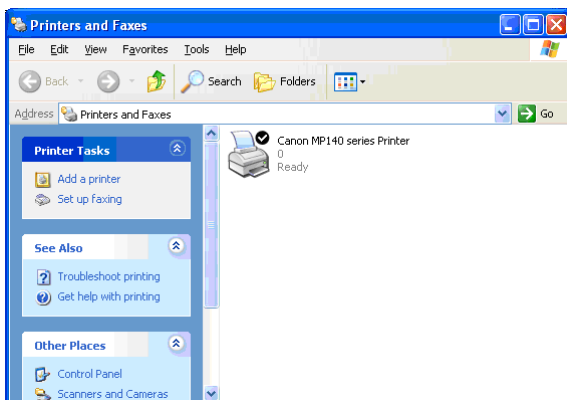 Printers and Faxes
File Edit View Favorites Tools Help
Back Search Folders
Address Printers and Faxes Go
Printer Tasks
Add a printer
Set up faxing
See Also
Troubleshoot printing
Get help with printing
Other Places
Control Panel
Scanners and Cameras
Canon MP140 series Printer
0
Ready